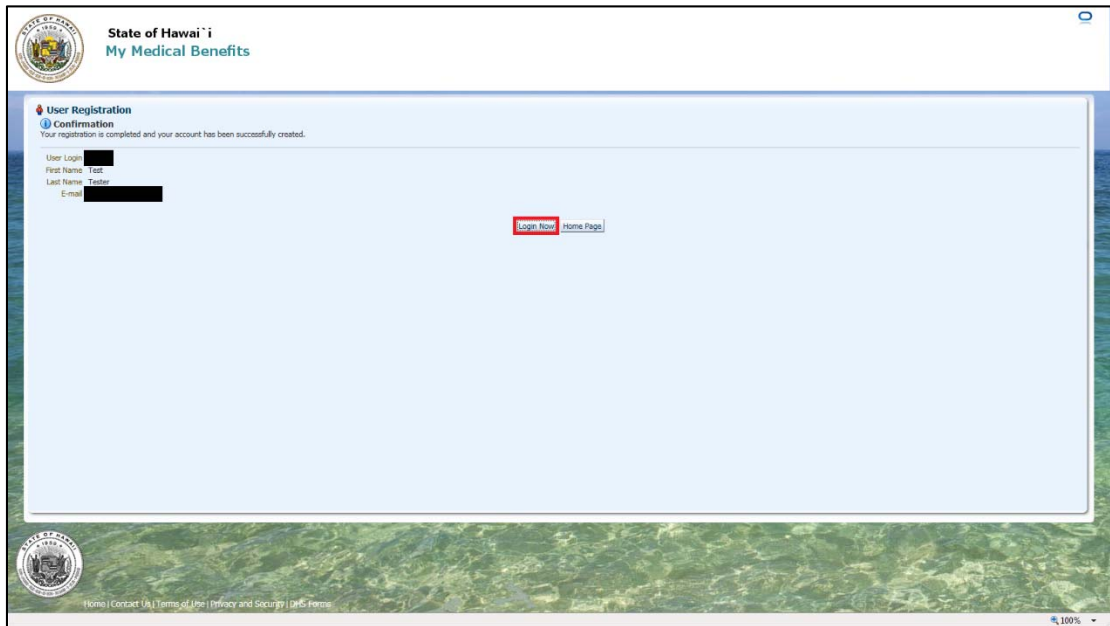 State of Hawai`i
My Medical Benefits
User Registration
Confirmation
Your registration is completed and your account has been successfully created.
User Login
First Name Test
Last Name Tester
E-mail
Login Now Home Page
Home | Contact Us | Terms of Use | Privacy and Security | DHS Forms
100%